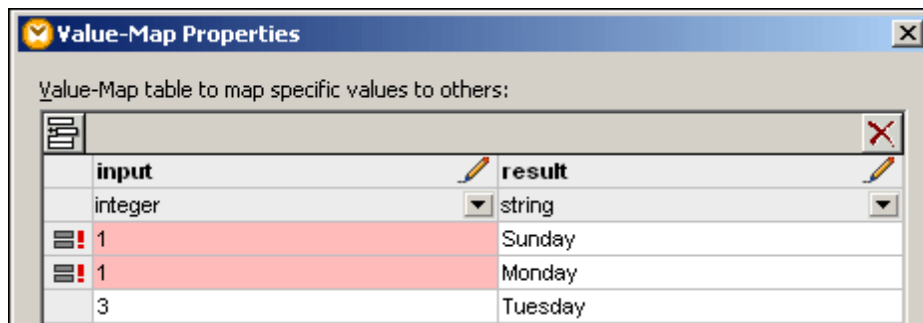 Value-Map Properties
Value-Map table to map specific values to others:
input result
integer string
1 Sunday
1 Monday
3 Tuesday